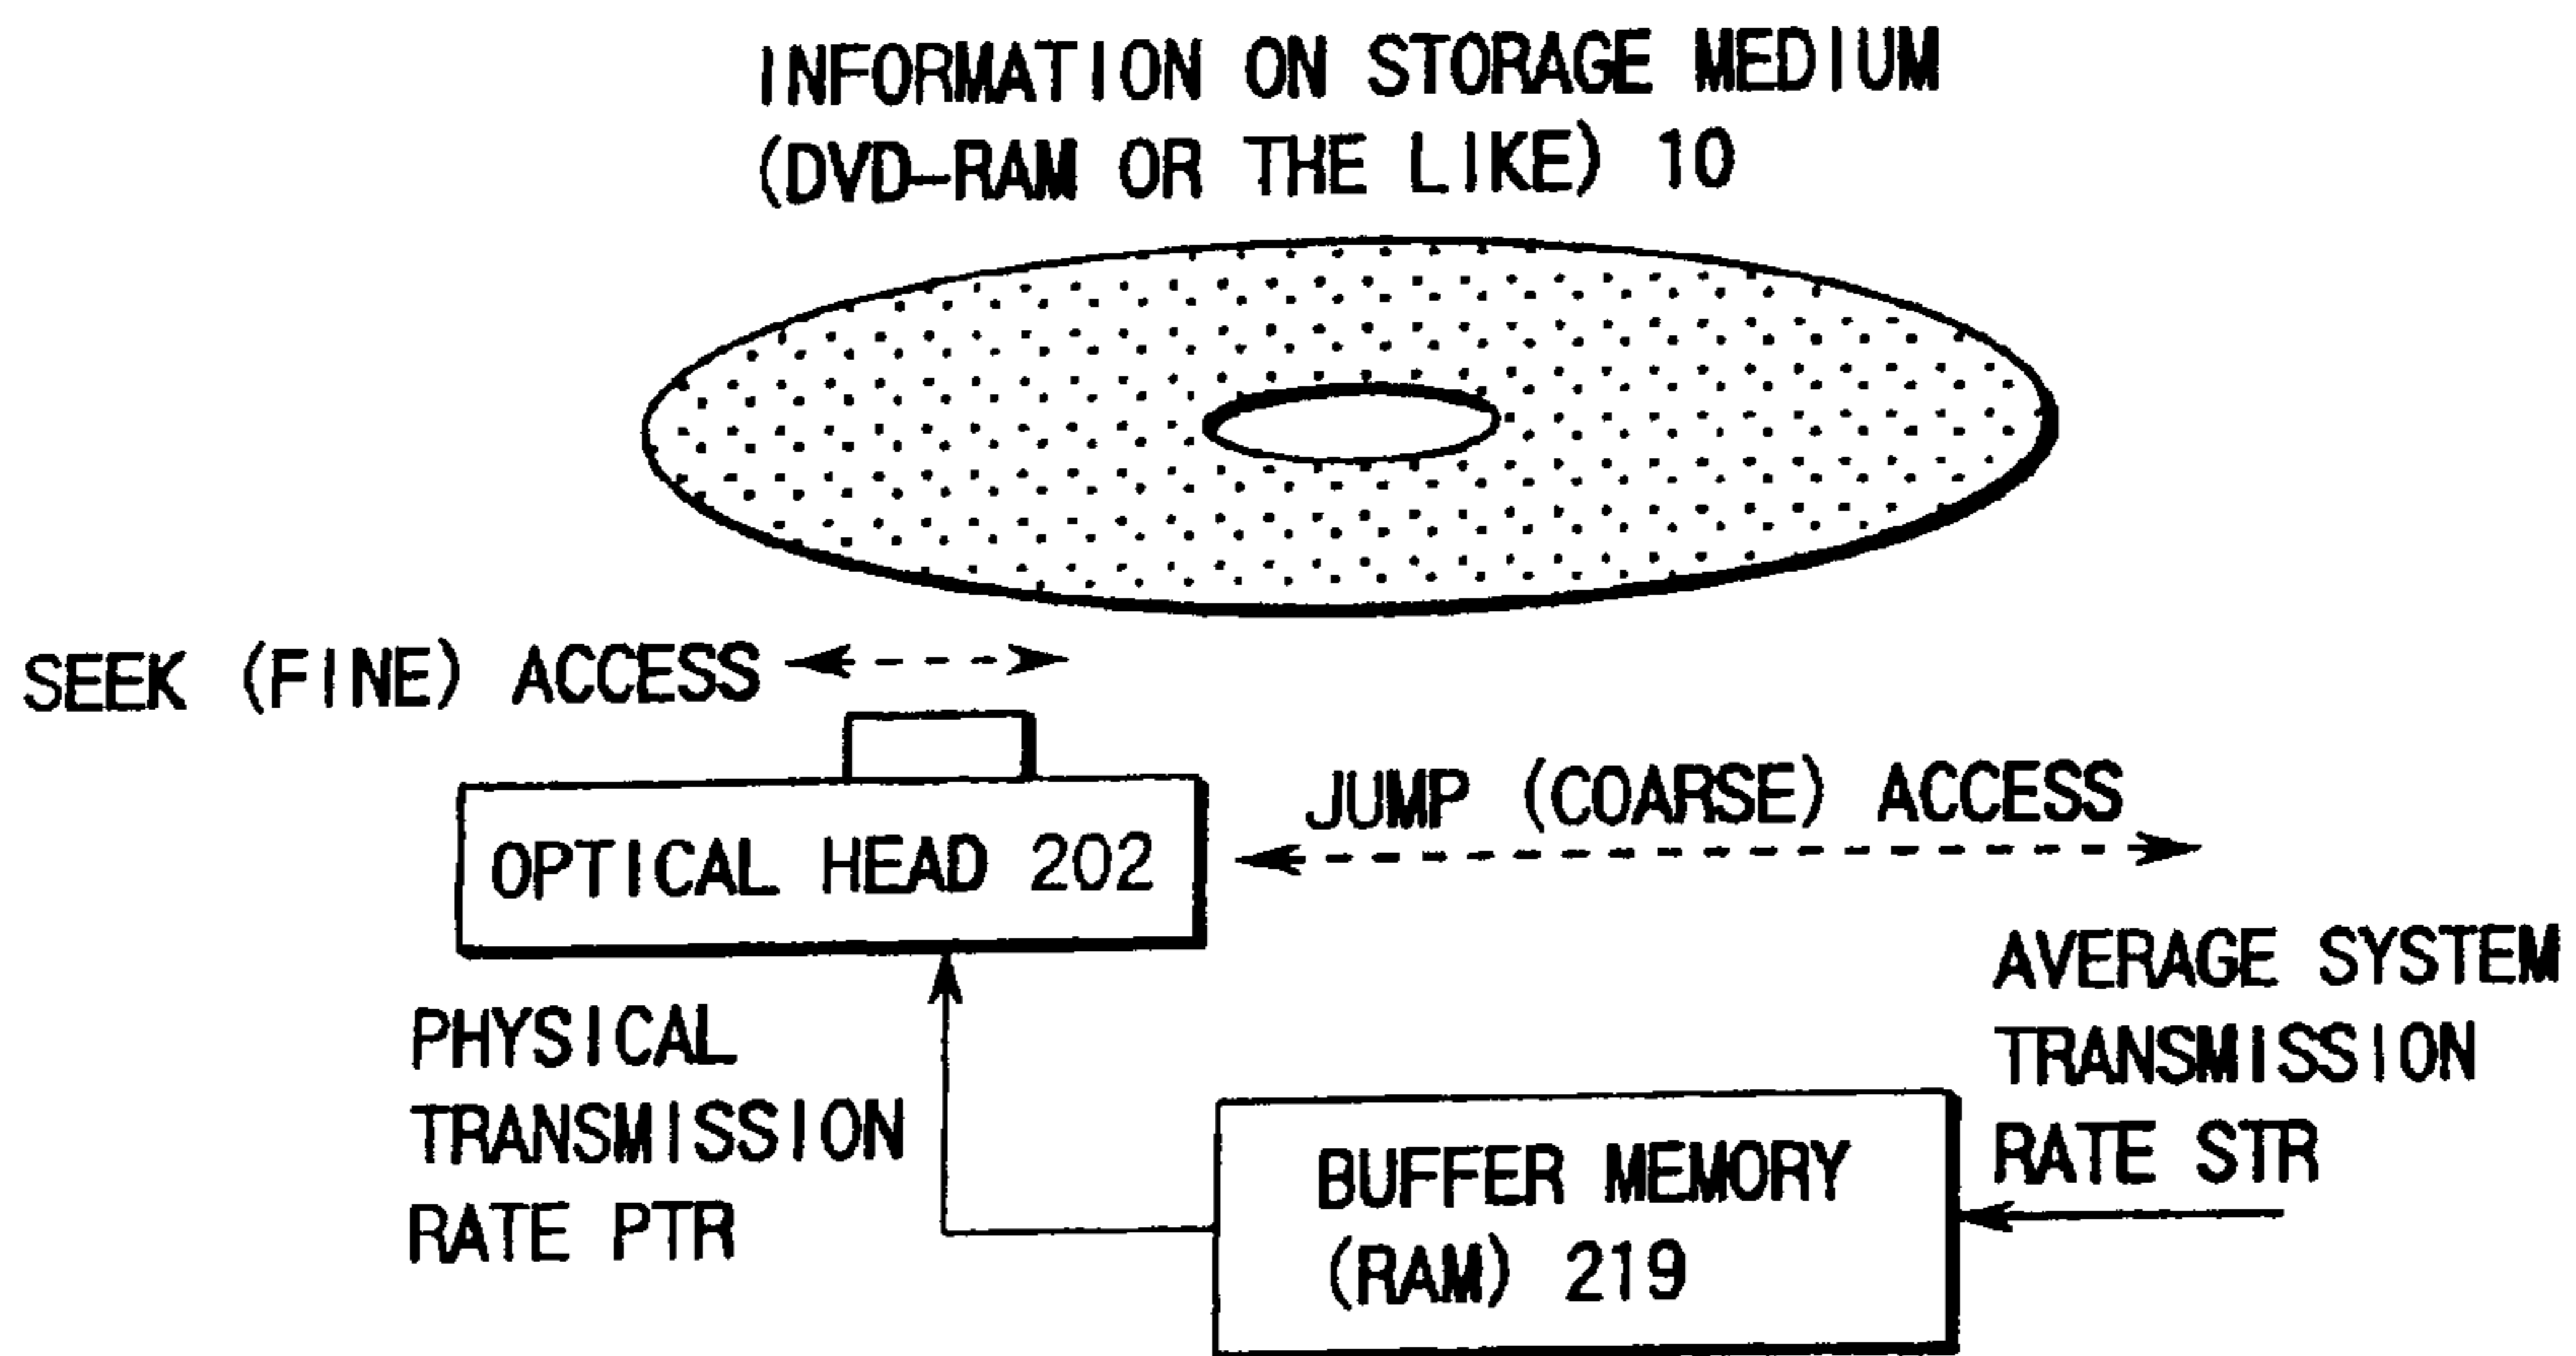 INFORMATION ON STORAGE MEDIUM
(DVD-RAM OR THE LIKE) 10
SEEK (FINE) ACCESS
JUMP (COARSE) ACCESS
OPTICAL HEAD 202
AVERAGE SYSTEM
TRANSMISSION
RATE STR
PHYSICAL
TRANSMISSION
RATE PTR
BUFFER MEMORY
(RAM) 219